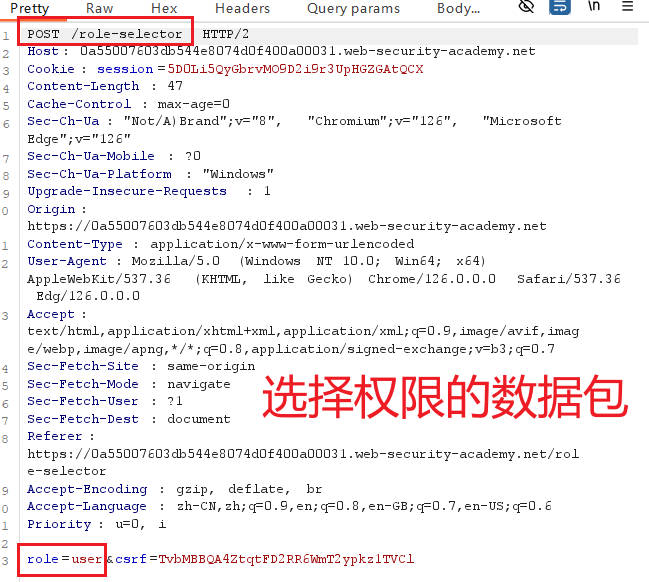 Pretty Raw Hex Headers Query params Body... \n
1 POST /role-selector HTTP/2
2 Host: 0a55007603db544e8074d0f400a00031.web-security-academy.net
3 Cookie: session=5D0Li5QyGbrvMO9D2i9r3UpHGZGAtQCX
4 Content-Length: 47
5 Cache-Control: max-age=0
6 Sec-Ch-Ua: "Not/A)Brand";v="8", "Chromium";v="126", "Microsoft
Edge";v="126"
7 Sec-Ch-Ua-Mobile: ?0
8 Sec-Ch-Ua-Platform: "Windows"
9 Upgrade-Insecure-Requests: 1
0 Origin:
https://0a55007603db544e8074d0f400a00031.web-security-academy.net
1 Content-Type: application/x-www-form-urlencoded
2 User-Agent: Mozilla/5.0 (Windows NT 10.0; Win64; x64)
AppleWebKit/537.36 (KHTML, like Gecko) Chrome/126.0.0.0 Safari/537.36
Edg/126.0.0.0
3 Accept:
text/html,application/xhtml+xml,application/xml;q=0.9,image/avif,imag
e/webp,image/apng,*/*;q=0.8,application/signed-exchange;v=b3;q=0.7
4 Sec-Fetch-Site: same-origin
5 Sec-Fetch-Mode: navigate
6 Sec-Fetch-User: ?1
7 Sec-Fetch-Dest: document
选择权限的数据包
8 Referer:
https://0a55007603db544e8074d0f400a00031.web-security-academy.net/rol
e-selector
9 Accept-Encoding: gzip, deflate, br
0 Accept-Language: zh-CN,zh;q=0.9,en;q=0.8,en-GB;q=0.7,en-US;q=0.6
1 Priority: u=0, i
2
3 role=user&csrf=TvbMBBQA4ZtqtFD2RR6WmT2ypkz1TVCl